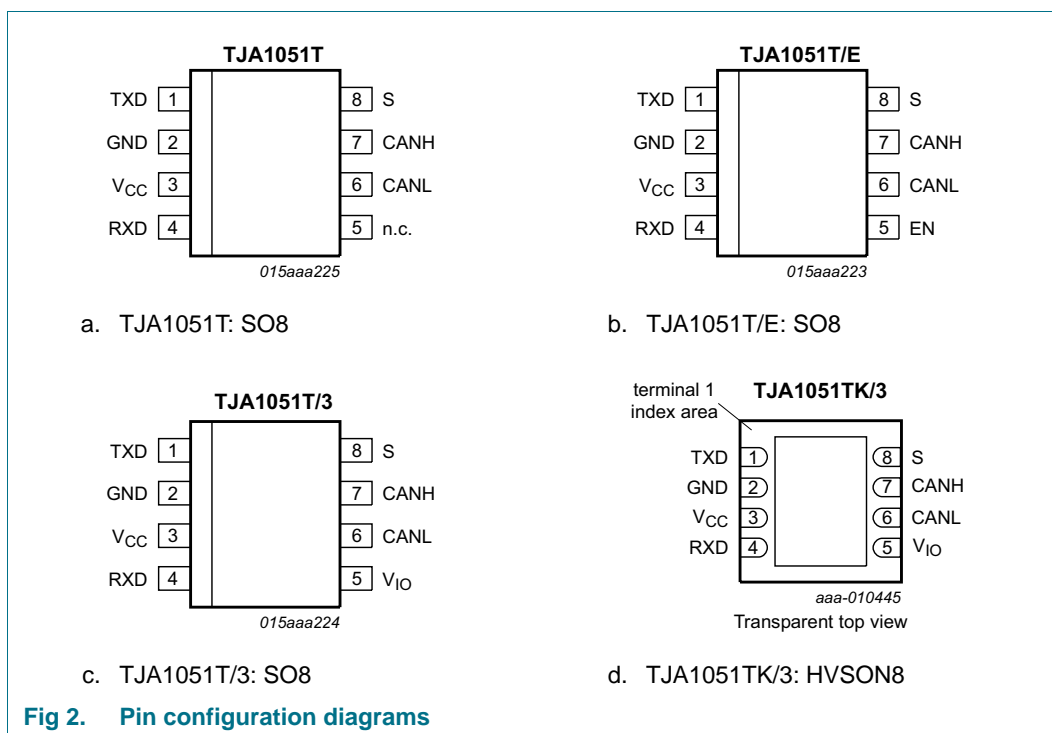 TJA1051T
TXD 1 8 S
GND 2 7 CANH
VCC 3 6 CANL
RXD 4 5 n.c.
015aaa225
a. TJA1051T: SO8
TJA1051T/E
TXD 1 8 S
GND 2 7 CANH
VCC 3 6 CANL
RXD 4 5 EN
015aaa223
b. TJA1051T/E: SO8
TJA1051T/3
TXD 1 8 S
GND 2 7 CANH
VCC 3 6 CANL
RXD 4 5 VIO
015aaa224
c. TJA1051T/3: SO8
terminal 1
index area
TJA1051TK/3
TXD 1 8 S
GND 2 7 CANH
VCC 3 6 CANL
RXD 4 5 VIO
aaa-010445
Transparent top view
d. TJA1051TK/3: HVSON8
Fig 2. Pin configuration diagrams